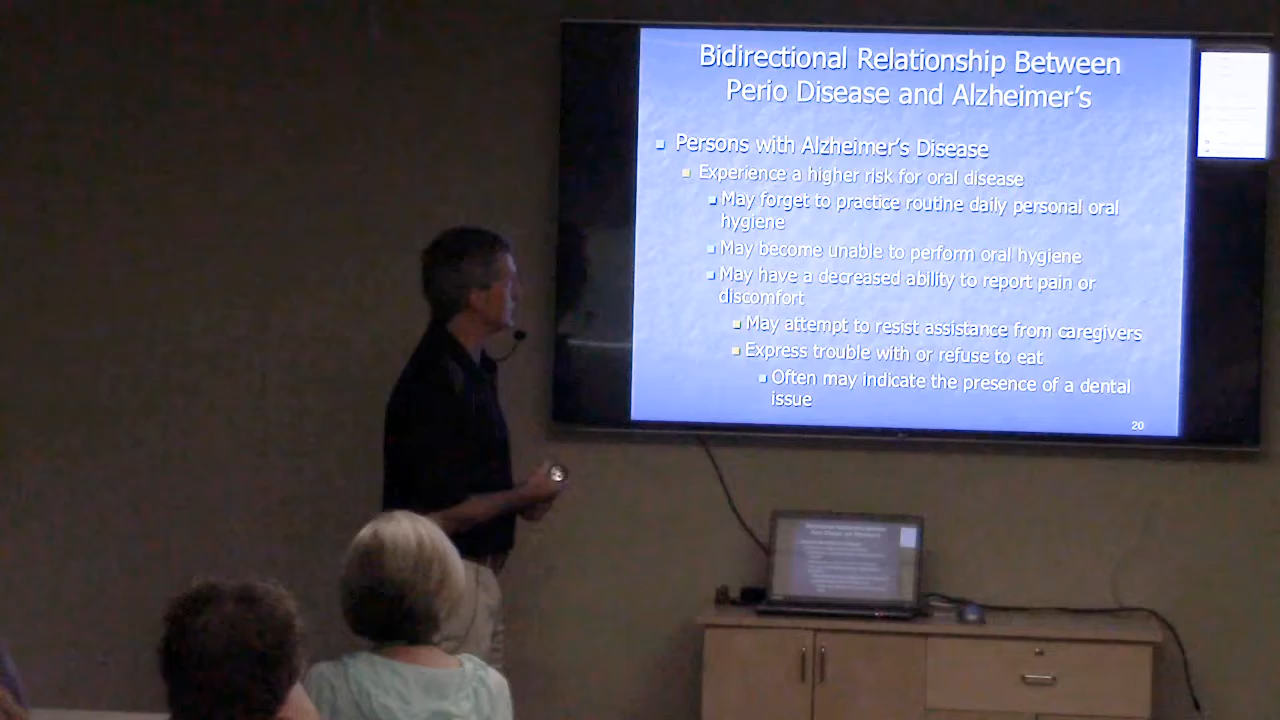 Bidirectional Relationship Between
Perio Disease and Alzheimer's
Persons with Alzheimer's Disease
Experience a higher risk for oral disease
May forget to practice routine daily personal oral
hygiene
May become unable to perform oral hygiene
May have a decreased ability to report pain or
discomfort
May attempt to resist assistance from caregivers
Express trouble with or refuse to eat
Often may indicate the presence of a dental
issue
20